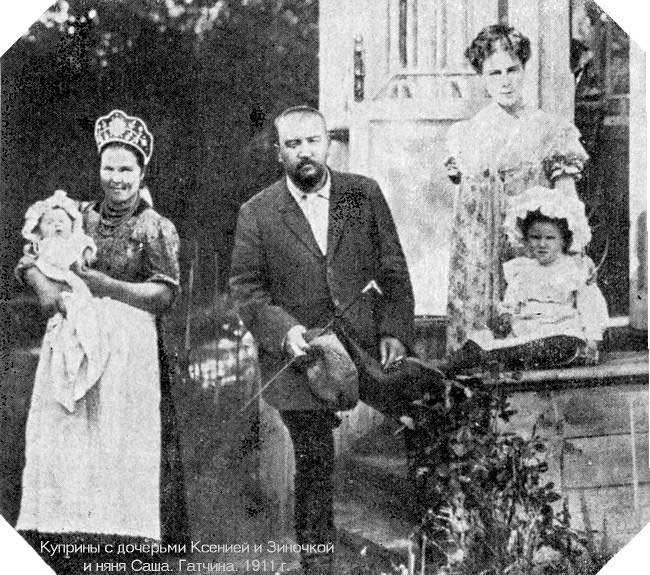 Куприны с дочерьми Ксенией и Зиночкой
и няня Саша. Гатчина. 1911 г.